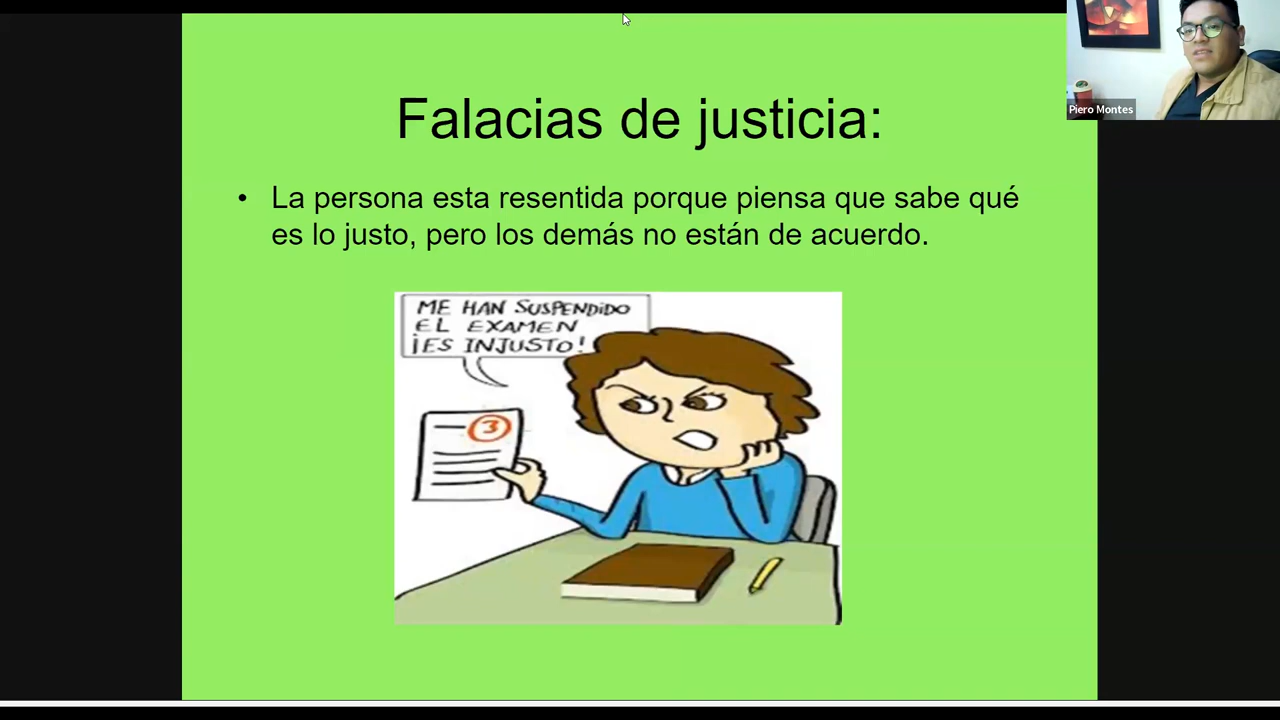 Falacias de justicia:
• La persona esta resentida porque piensa que sabe qué
es lo justo, pero los demás no están de acuerdo.
ME HAN SUSPENDIDO
EL EXAMEN
¡ES INJUSTO!
3
Piero Montes